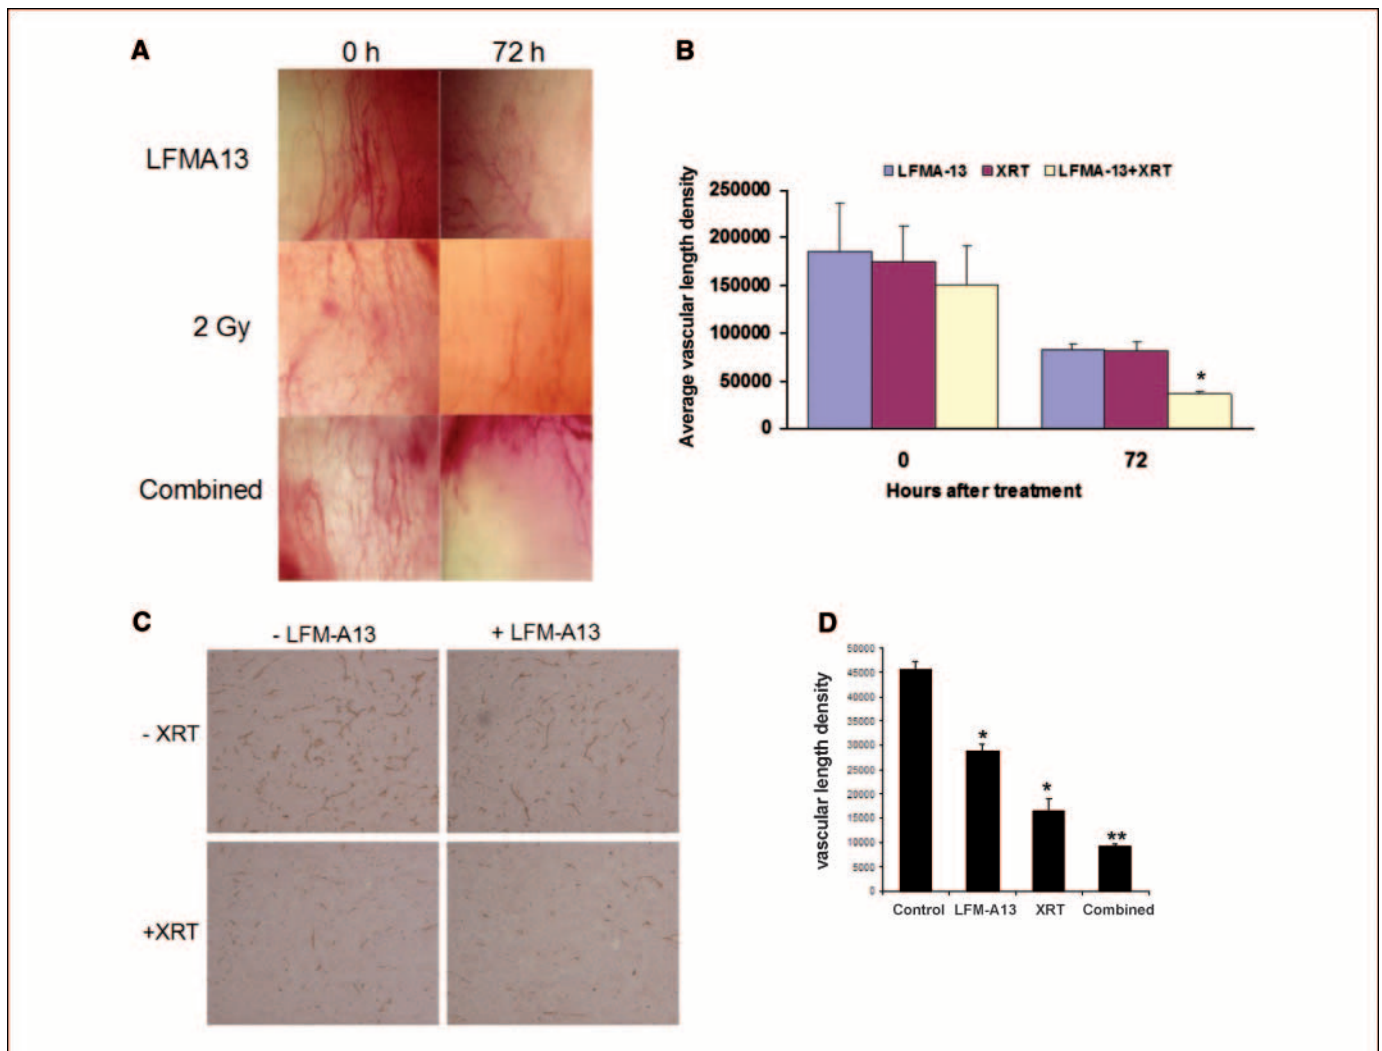 A
0 h 72 h
LFMA13
2 Gy
Combined
B
LFMA-13 XRT LFMA-13+XRT
Average vascular length density
250000
200000
150000
100000
50000
0
*
0 72
Hours after treatment
C
- LFM-A13 + LFM-A13
- XRT
+XRT
D
vascular length density
50000
45000
40000
35000
30000
25000
20000
15000
10000
5000
0
*
*
**
Control LFM-A13 XRT Combined